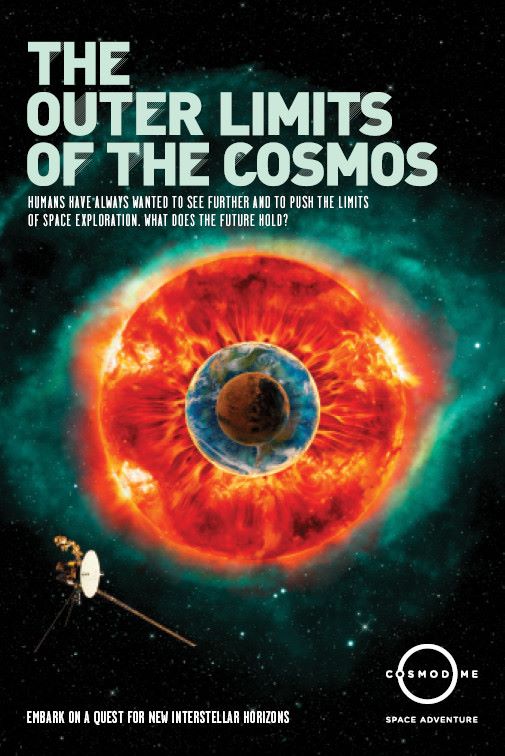 THE
OUTER LIMITS
OF THE COSMOS
HUMANS HAVE ALWAYS WANTED TO SEE FURTHER AND TO PUSH THE LIMITS
OF SPACE EXPLORATION. WHAT DOES THE FUTURE HOLD?
COSMODOME
SPACE ADVENTURE
EMBARK ON A QUEST FOR NEW INTERSTELLAR HORIZONS